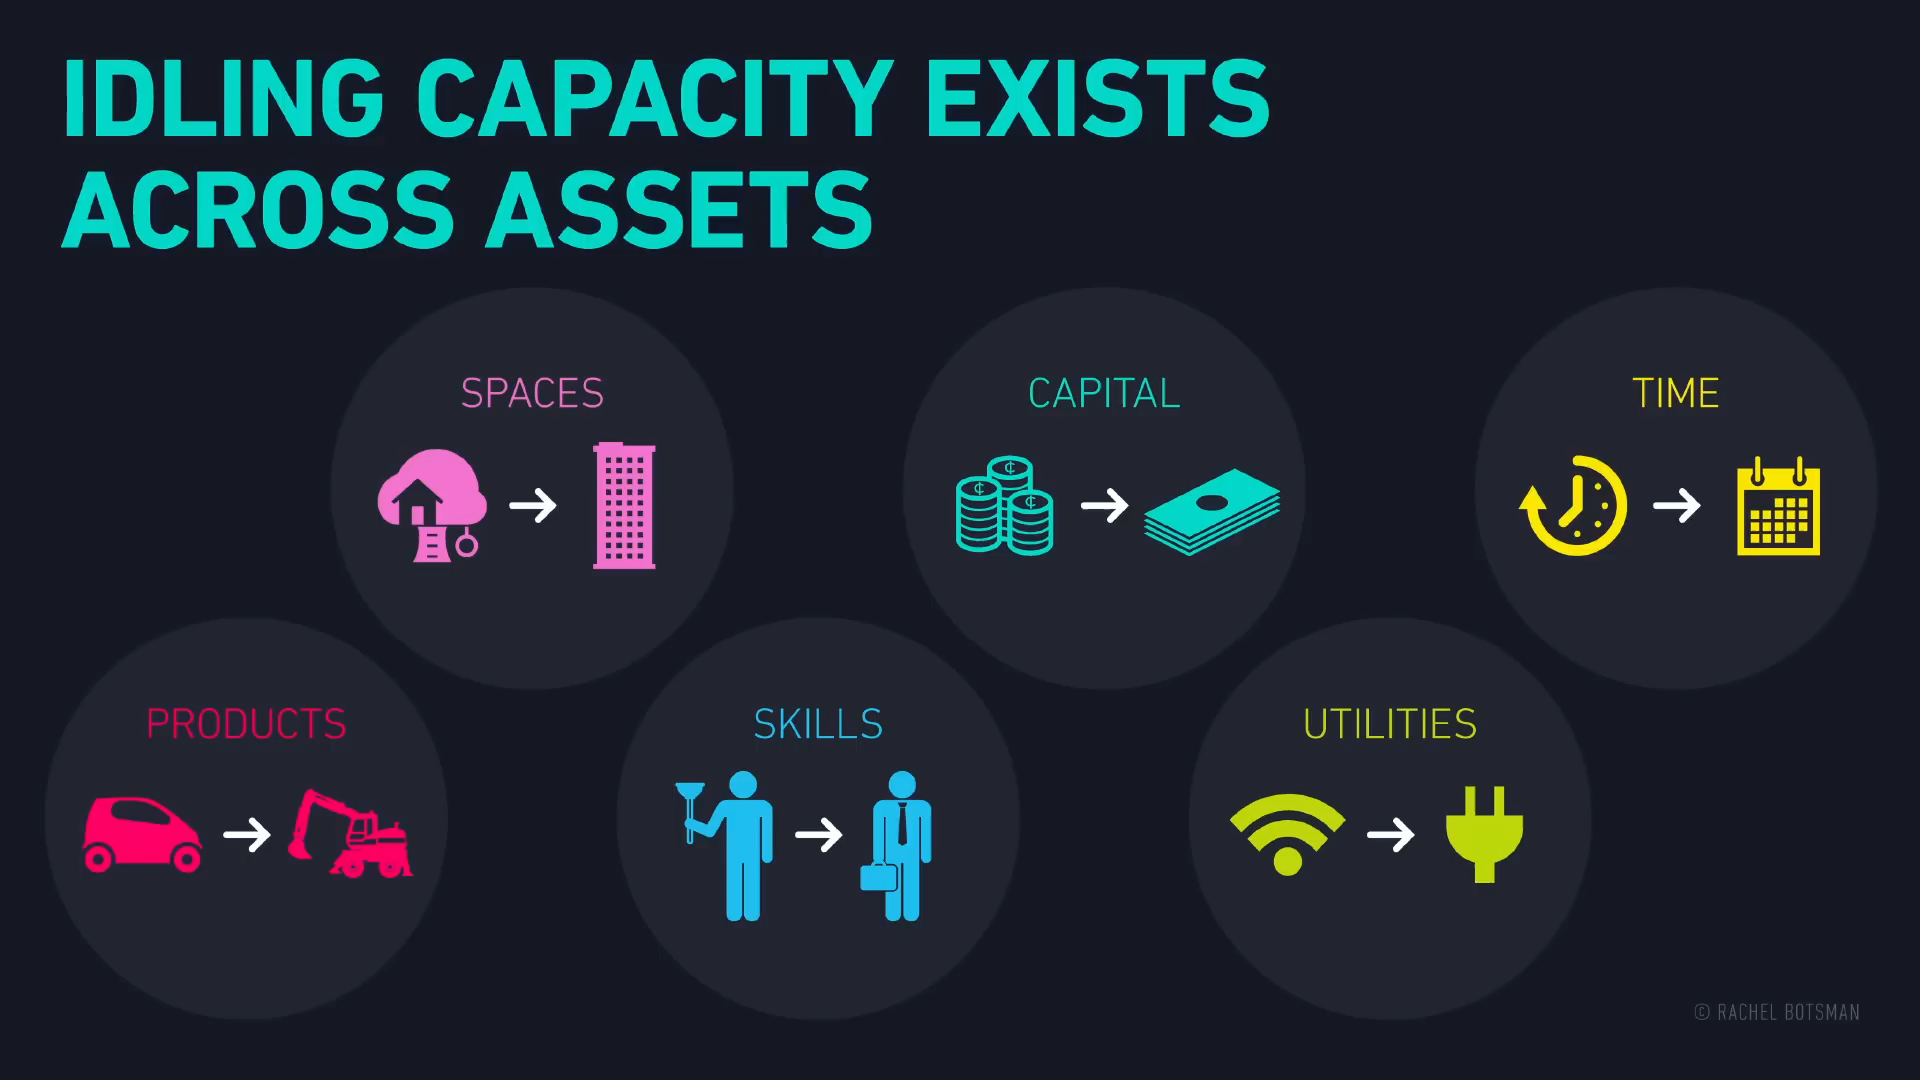 IDLING CAPACITY EXISTS
ACROSS ASSETS
SPACES
CAPITAL
TIME
¢
¢
¢
PRODUCTS
SKILLS
UTILITIES
© RACHEL BOTSMAN